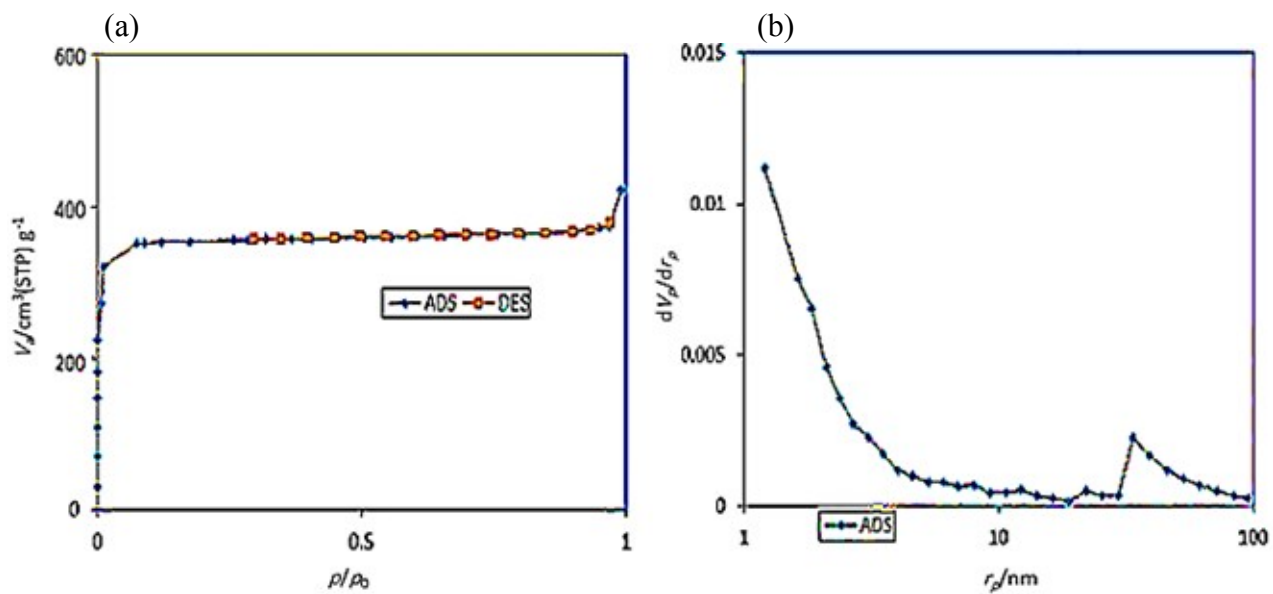 (a)
600
400
200
0
0
0.5
1
Vₐ/cm³(STP) g⁻¹
p/p₀
ADS DES
(b)
0.015
0.01
0.005
0
1
10
100
dVₚ/drₚ
rₚ/nm
ADS